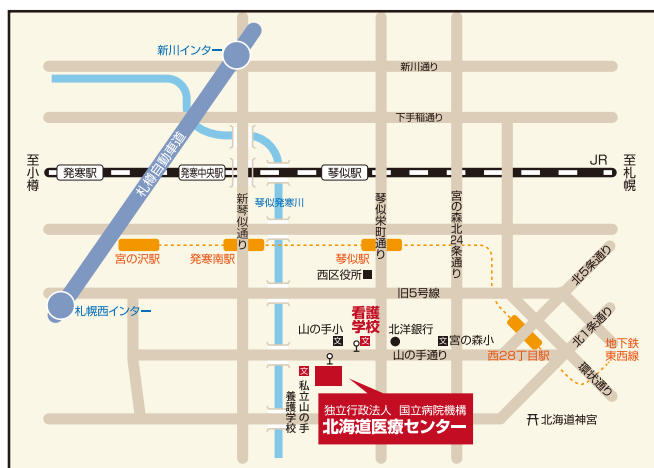 新川インター
新川通り
下手稲通り
札樽自動車道
至小樽
発寒駅
発寒中央駅
琴似駅
JR
至札幌
新琴似通り
琴似発寒川
琴似栄町通り
宮の森北24条通り
宮の沢駅
発寒南駅
琴似駅
西区役所
北5条通り
旧5号線
札幌西インター
山の手小
文
看護
学校
文
北洋銀行
文
宮の森小
山の手通り
西28丁目駅
北1条通り
地下鉄
東西線
環状通り
文
私立山の手
養護学校
独立行政法人 国立病院機構
北海道医療センター
北海道神宮